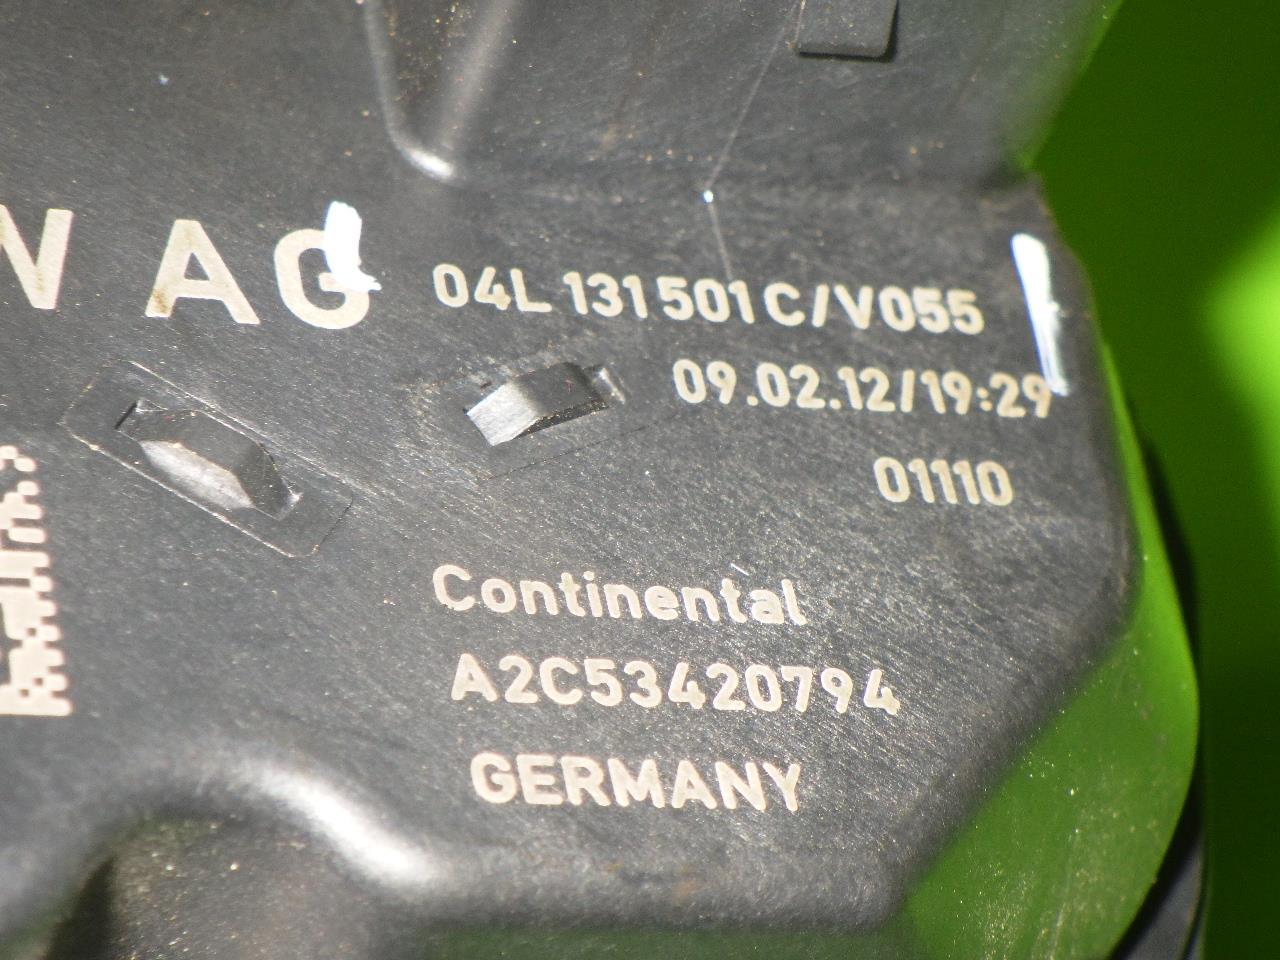 W AG 04L 131 501 C/V055
09.02.12/19:29
01110
Continental
A2C53420794
GERMANY